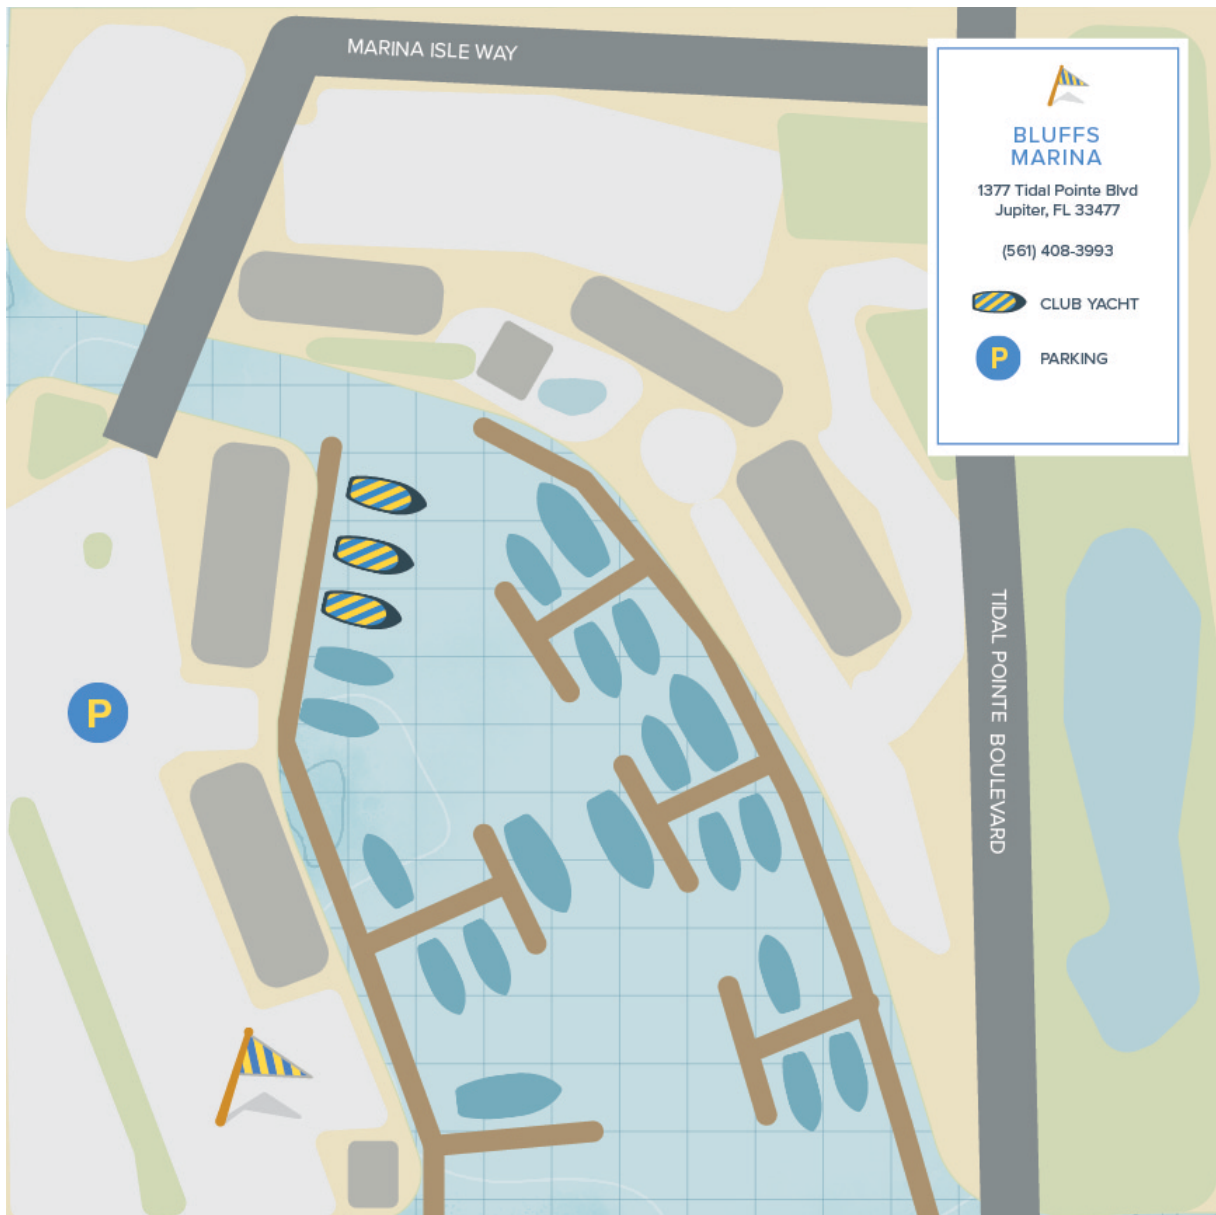 MARINA ISLE WAY
BLUFFS
MARINA
1377 Tidal Pointe Blvd
Jupiter, FL 33477
(561) 408-3993
CLUB YACHT
P
PARKING
TIDAL POINTE BOULEVARD
P